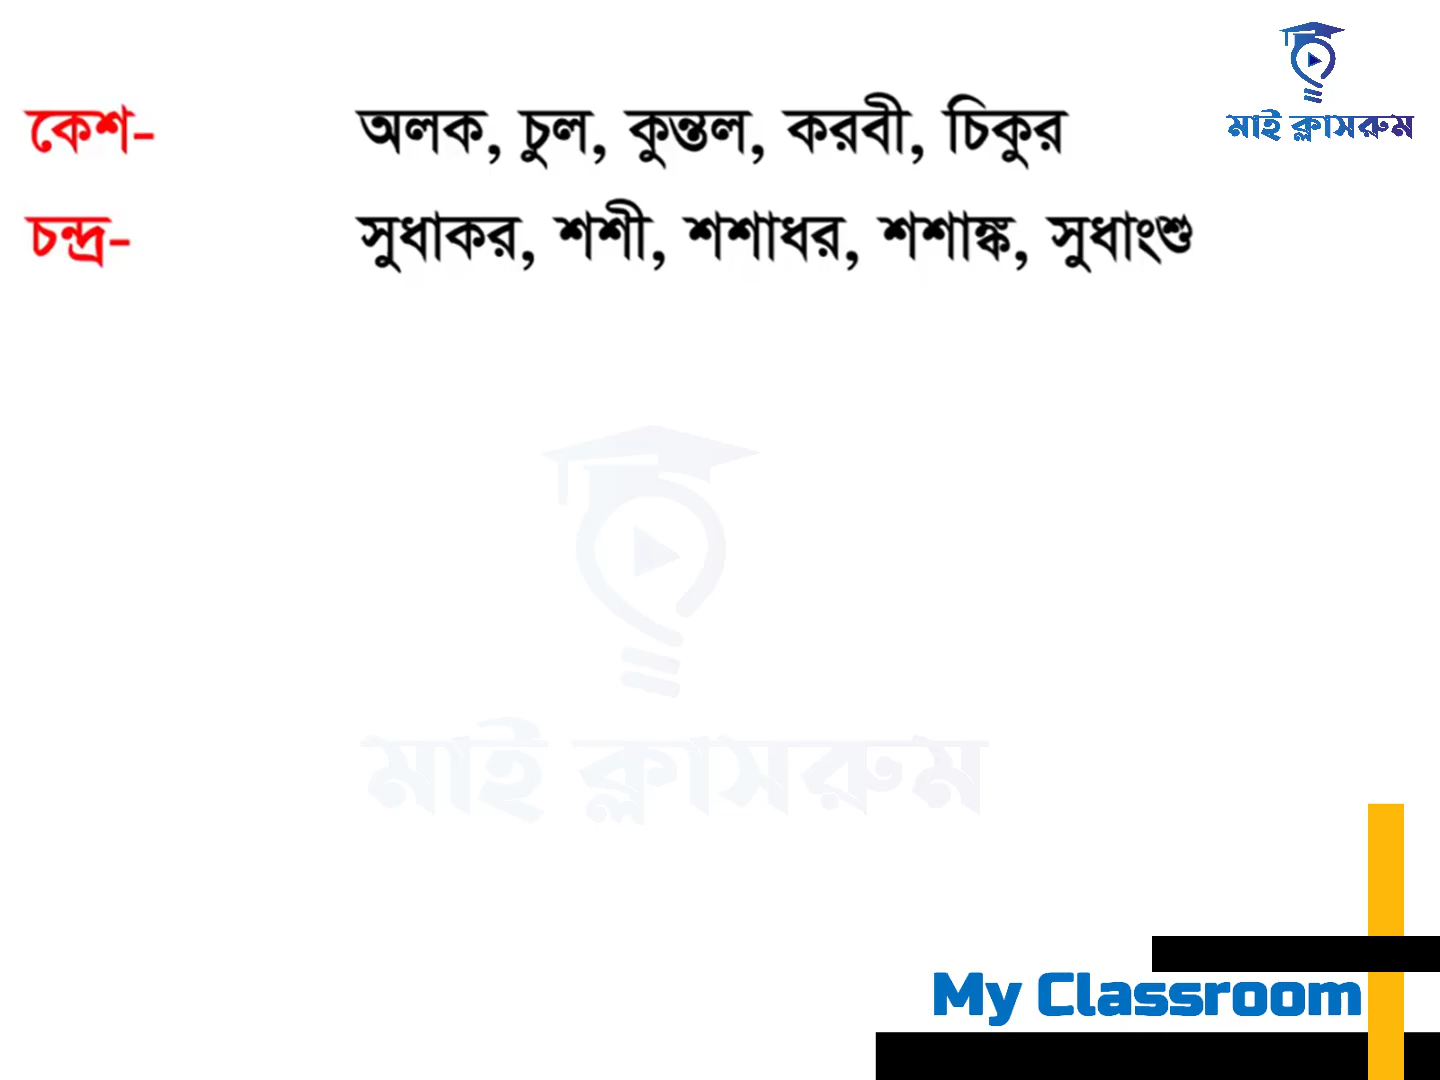 মাই ক্লাসরুম
কেশ- অলক, চুল, কুন্তল, করবী, চিকুর
চন্দ্র- সুধাকর, শশী, শশাধর, শশাঙ্ক, সুধাংশু
মাই ক্লাসরুম
My Classroom